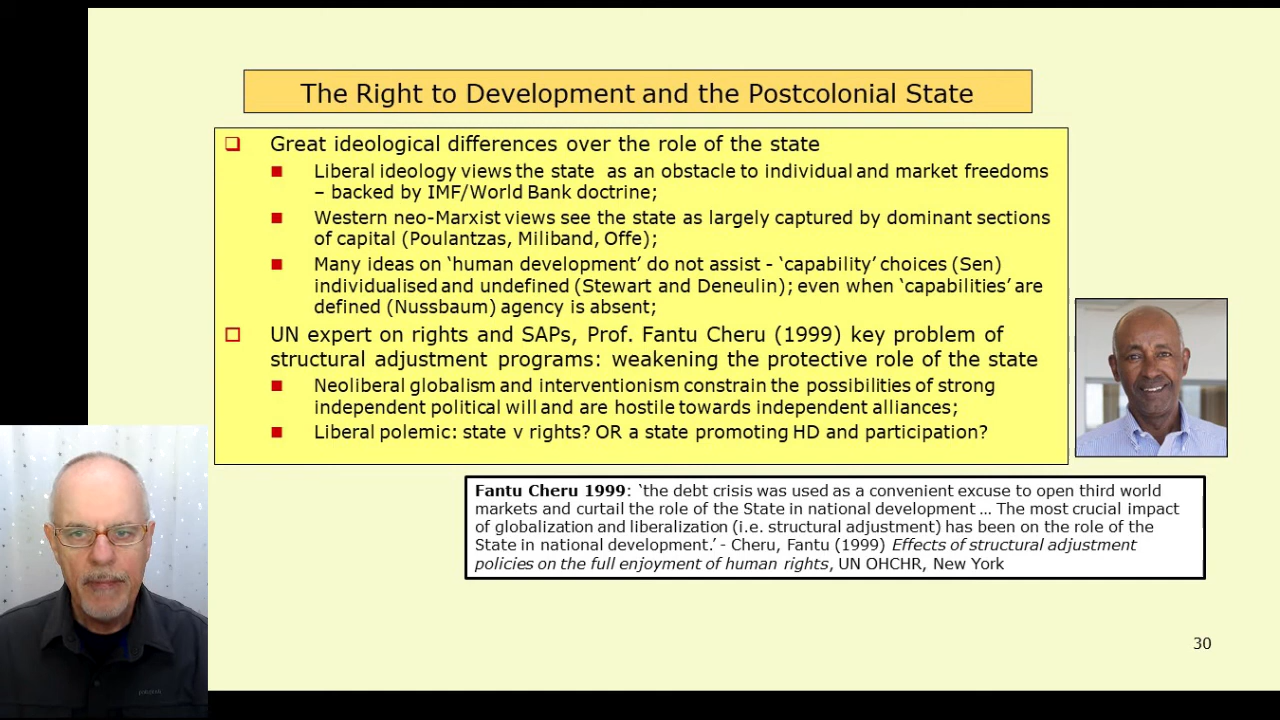 The Right to Development and the Postcolonial State
Great ideological differences over the role of the state
Liberal ideology views the state as an obstacle to individual and market freedoms
– backed by IMF/World Bank doctrine;
Western neo-Marxist views see the state as largely captured by dominant sections
of capital (Poulantzas, Miliband, Offe);
Many ideas on ‘human development’ do not assist - ‘capability’ choices (Sen)
individualised and undefined (Stewart and Deneulin); even when ‘capabilities’ are
defined (Nussbaum) agency is absent;
UN expert on rights and SAPs, Prof. Fantu Cheru (1999) key problem of
structural adjustment programs: weakening the protective role of the state
Neoliberal globalism and interventionism constrain the possibilities of strong
independent political will and are hostile towards independent alliances;
Liberal polemic: state v rights? OR a state promoting HD and participation?
Fantu Cheru 1999: ‘the debt crisis was used as a convenient excuse to open third world
markets and curtail the role of the State in national development … The most crucial impact
of globalization and liberalization (i.e. structural adjustment) has been on the role of the
State in national development.’ - Cheru, Fantu (1999) Effects of structural adjustment
policies on the full enjoyment of human rights, UN OHCHR, New York
30